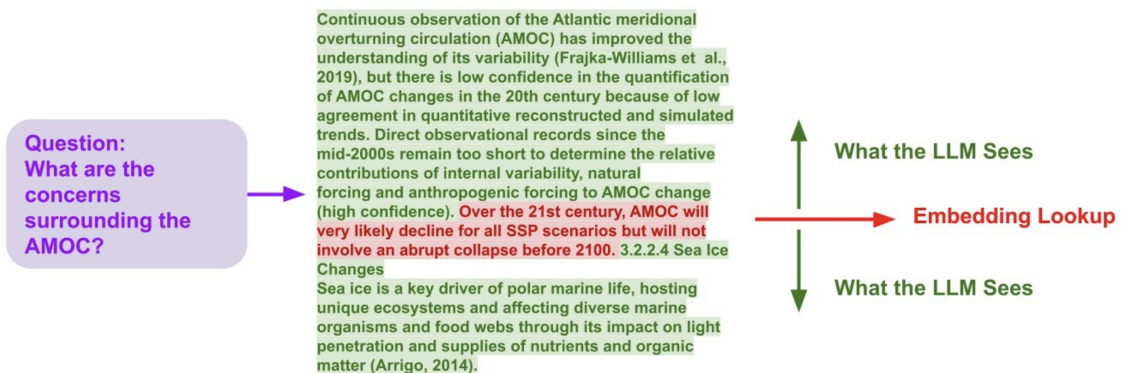 Question:
What are the
concerns
surrounding the
AMOC?
Continuous observation of the Atlantic meridional
overturning circulation (AMOC) has improved the
understanding of its variability (Frajka-Williams et al.,
2019), but there is low confidence in the quantification
of AMOC changes in the 20th century because of low
agreement in quantitative reconstructed and simulated
trends. Direct observational records since the
mid-2000s remain too short to determine the relative
contributions of internal variability, natural
forcing and anthropogenic forcing to AMOC change
(high confidence). Over the 21st century, AMOC will
very likely decline for all SSP scenarios but will not
involve an abrupt collapse before 2100. 3.2.2.4 Sea Ice
Changes
Sea ice is a key driver of polar marine life, hosting
unique ecosystems and affecting diverse marine
organisms and food webs through its impact on light
penetration and supplies of nutrients and organic
matter (Arrigo, 2014).
What the LLM Sees
Embedding Lookup
What the LLM Sees